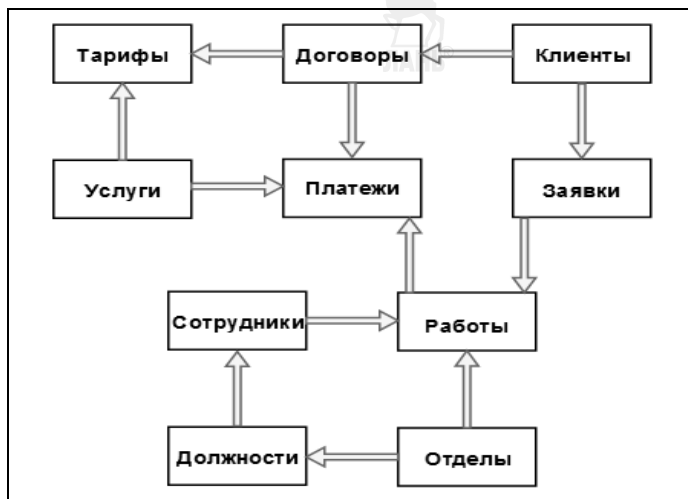 Тарифы
Договоры
Клиенты
Услуги
Платежи
Заявки
Сотрудники
Работы
Должности
Отделы